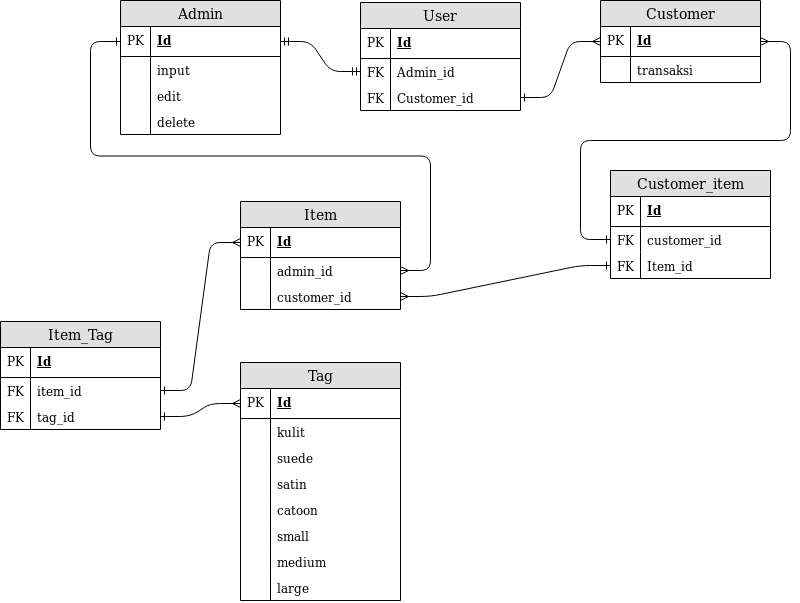 Admin
PK Id
input
edit
delete
User
PK Id
FK Admin_id
FK Customer_id
Customer
PK Id
transaksi
Customer_item
PK Id
FK customer_id
FK Item_id
Item
PK Id
admin_id
customer_id
Item_Tag
PK Id
FK item_id
FK tag_id
Tag
PK Id
kulit
suede
satin
catoon
small
medium
large